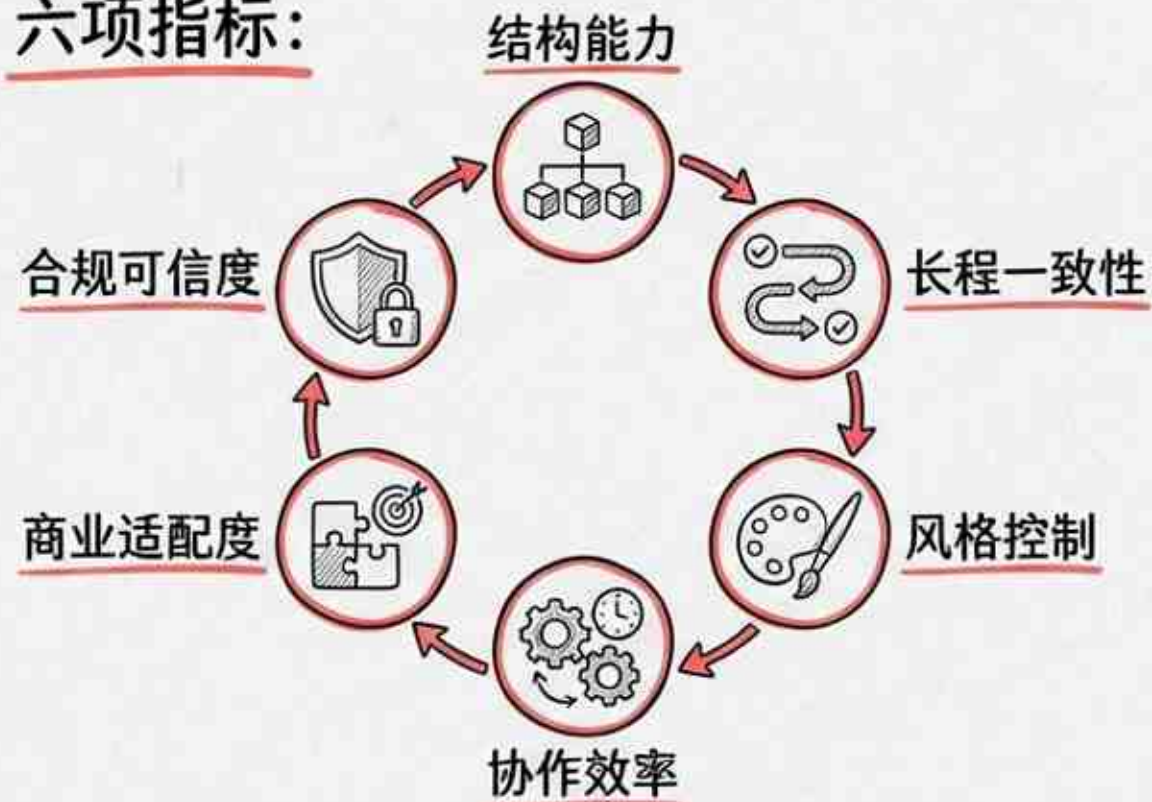 六项指标：
结构能力
长程一致性
风格控制
协作效率
商业适配度
合规可信度